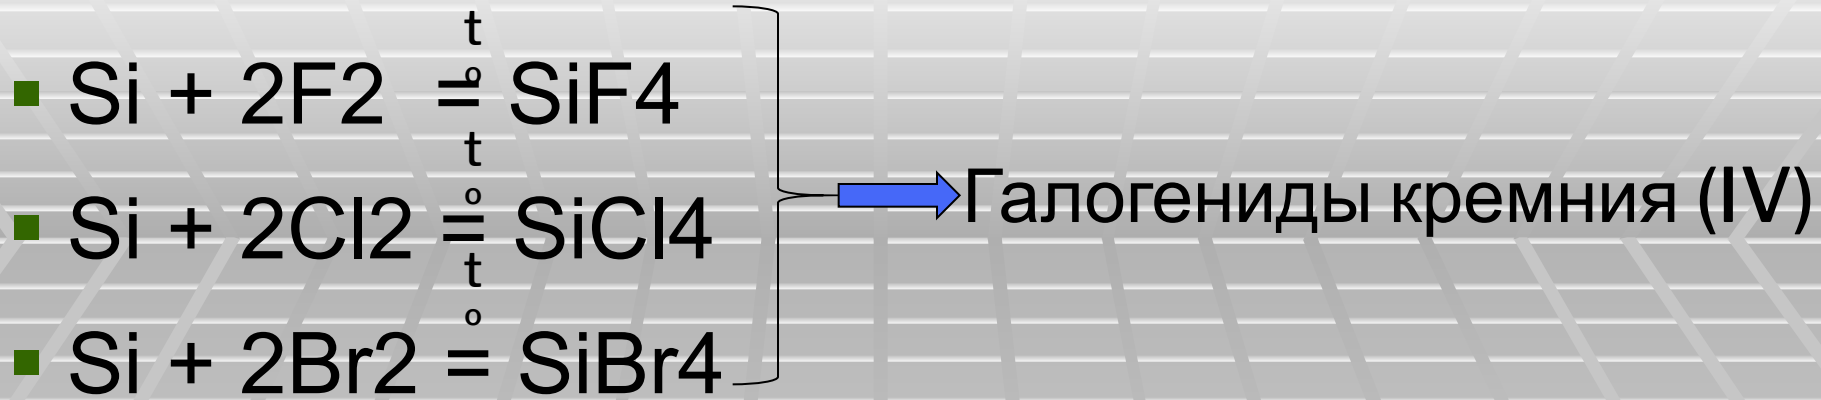 t
o
Si + 2F2 = SiF4
t
o
Si + 2Cl2 = SiCl4
t
o
Si + 2Br2 = SiBr4
Галогениды кремния (IV)